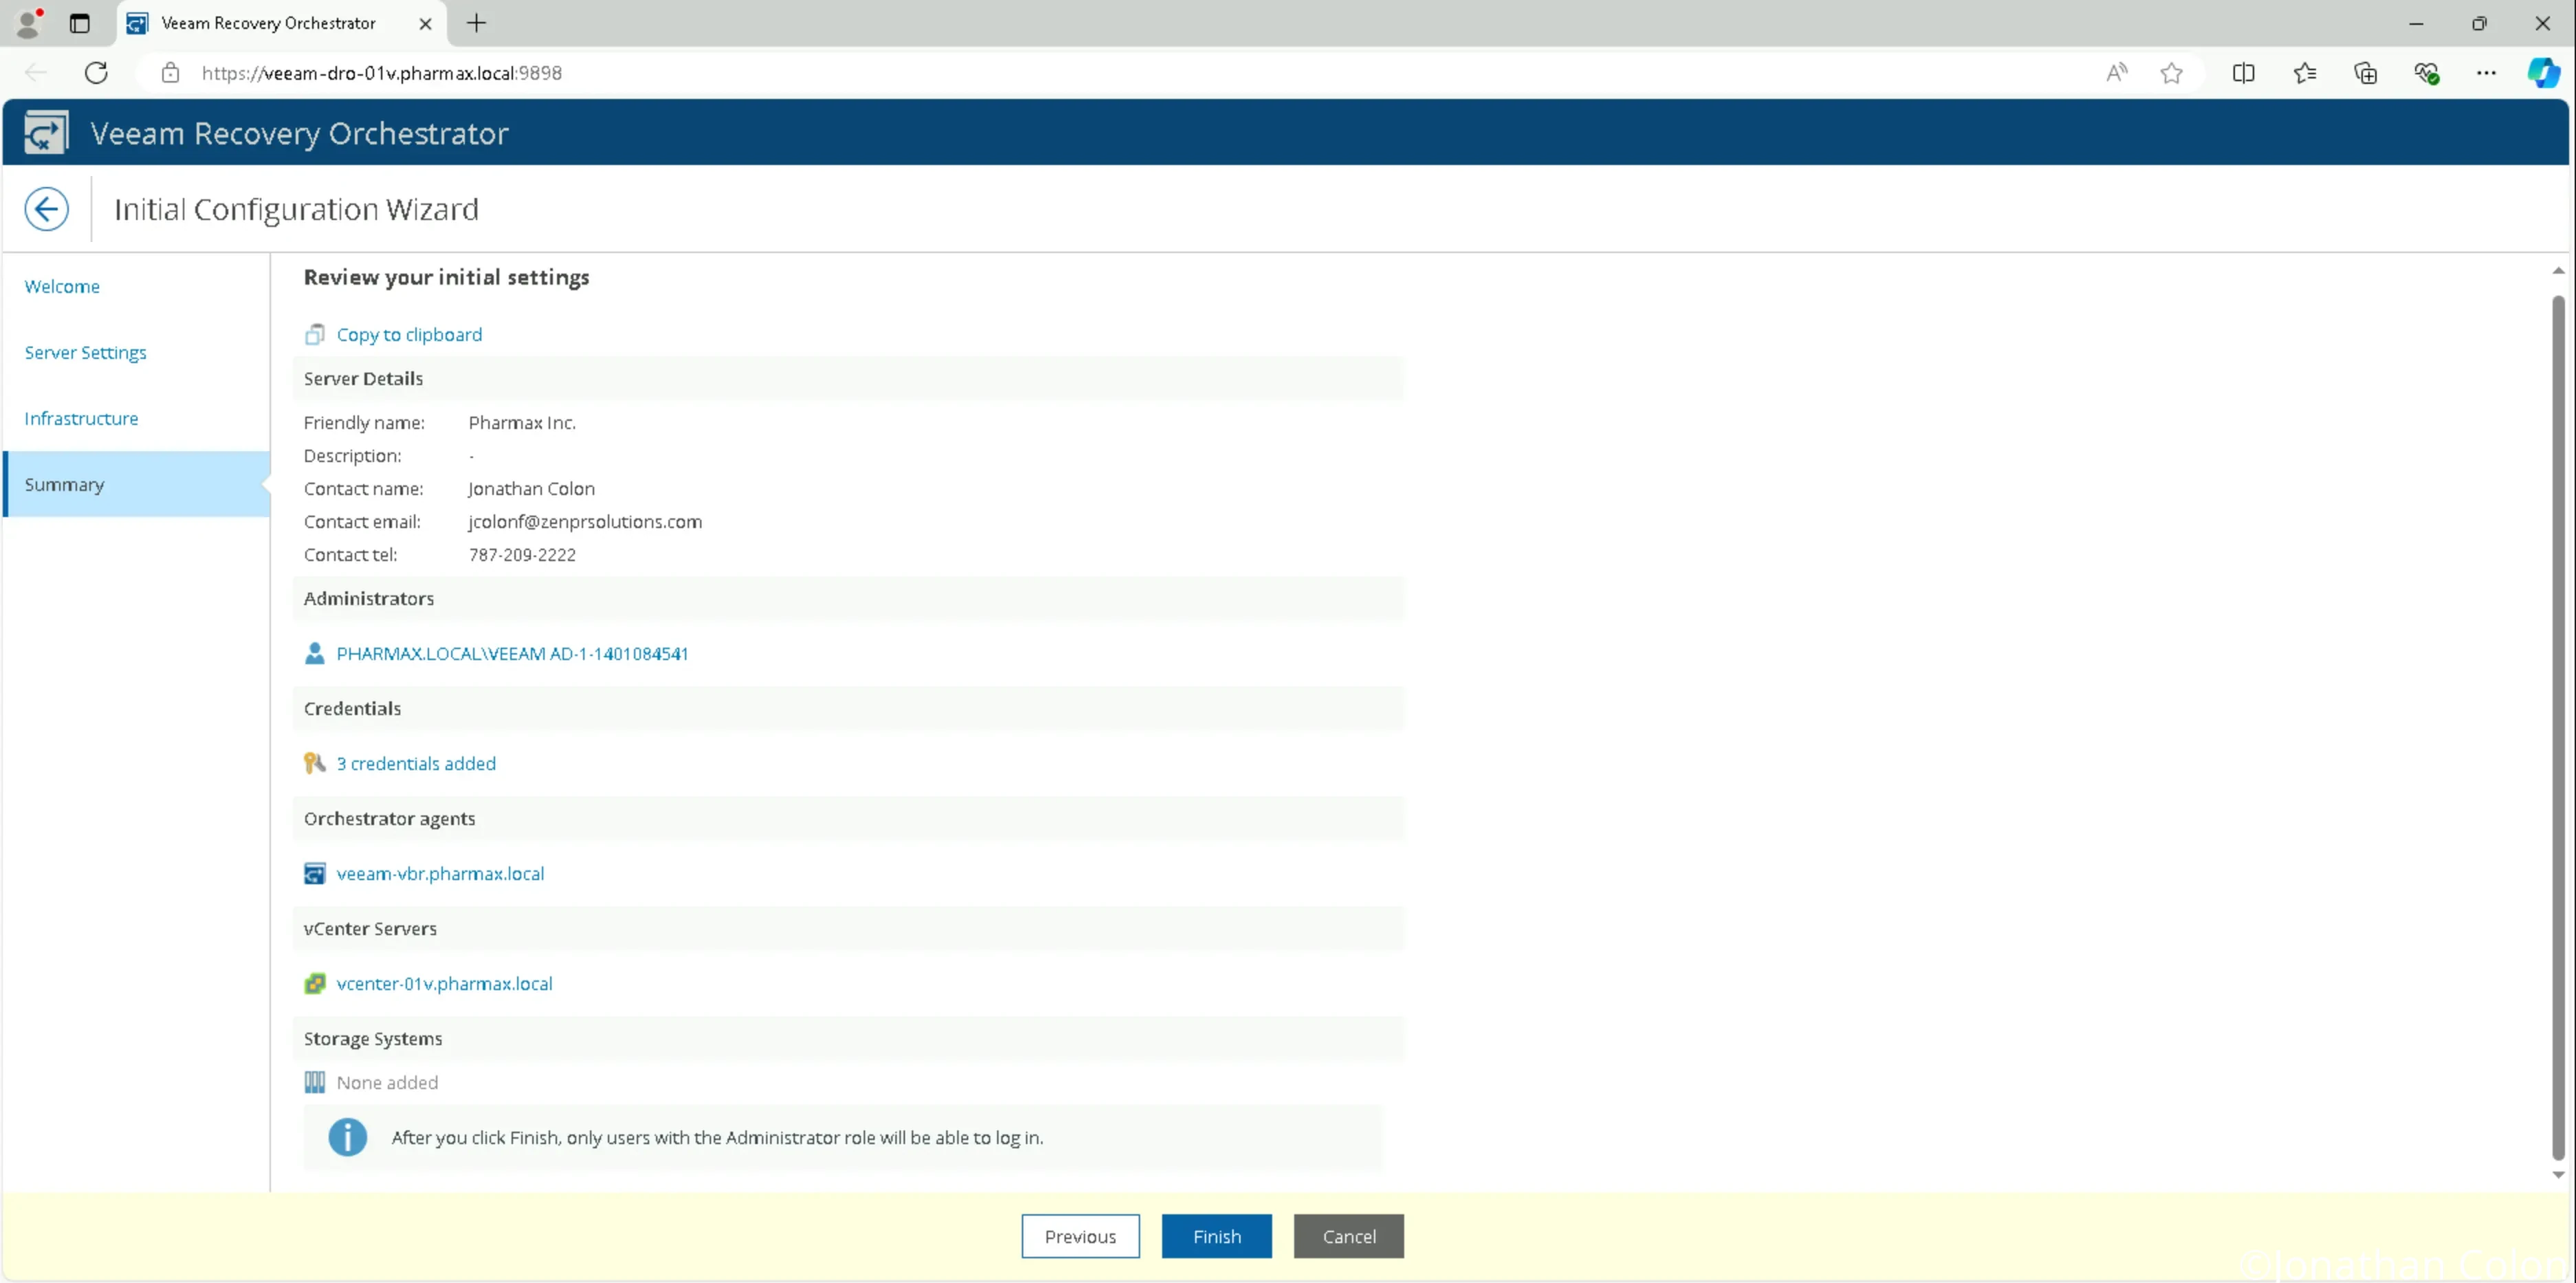 Veeam Recovery Orchestrator
https://veeam-dro-01v.pharmax.local:9898
Veeam Recovery Orchestrator
Initial Configuration Wizard
Welcome
Server Settings
Infrastructure
Summary
Review your initial settings
Copy to clipboard
Server Details
Friendly name: Pharmax Inc.
Description: -
Contact name: Jonathan Colon
Contact email: jcolonf@zenprsolutions.com
Contact tel: 787-209-2222
Administrators
PHARMAX.LOCAL\VEEAM AD-1-1401084541
Credentials
3 credentials added
Orchestrator agents
veeam-vbr.pharmax.local
vCenter Servers
vcenter-01v.pharmax.local
Storage Systems
None added
After you click Finish, only users with the Administrator role will be able to log in.
Previous Finish Cancel
©Jonathan Colon